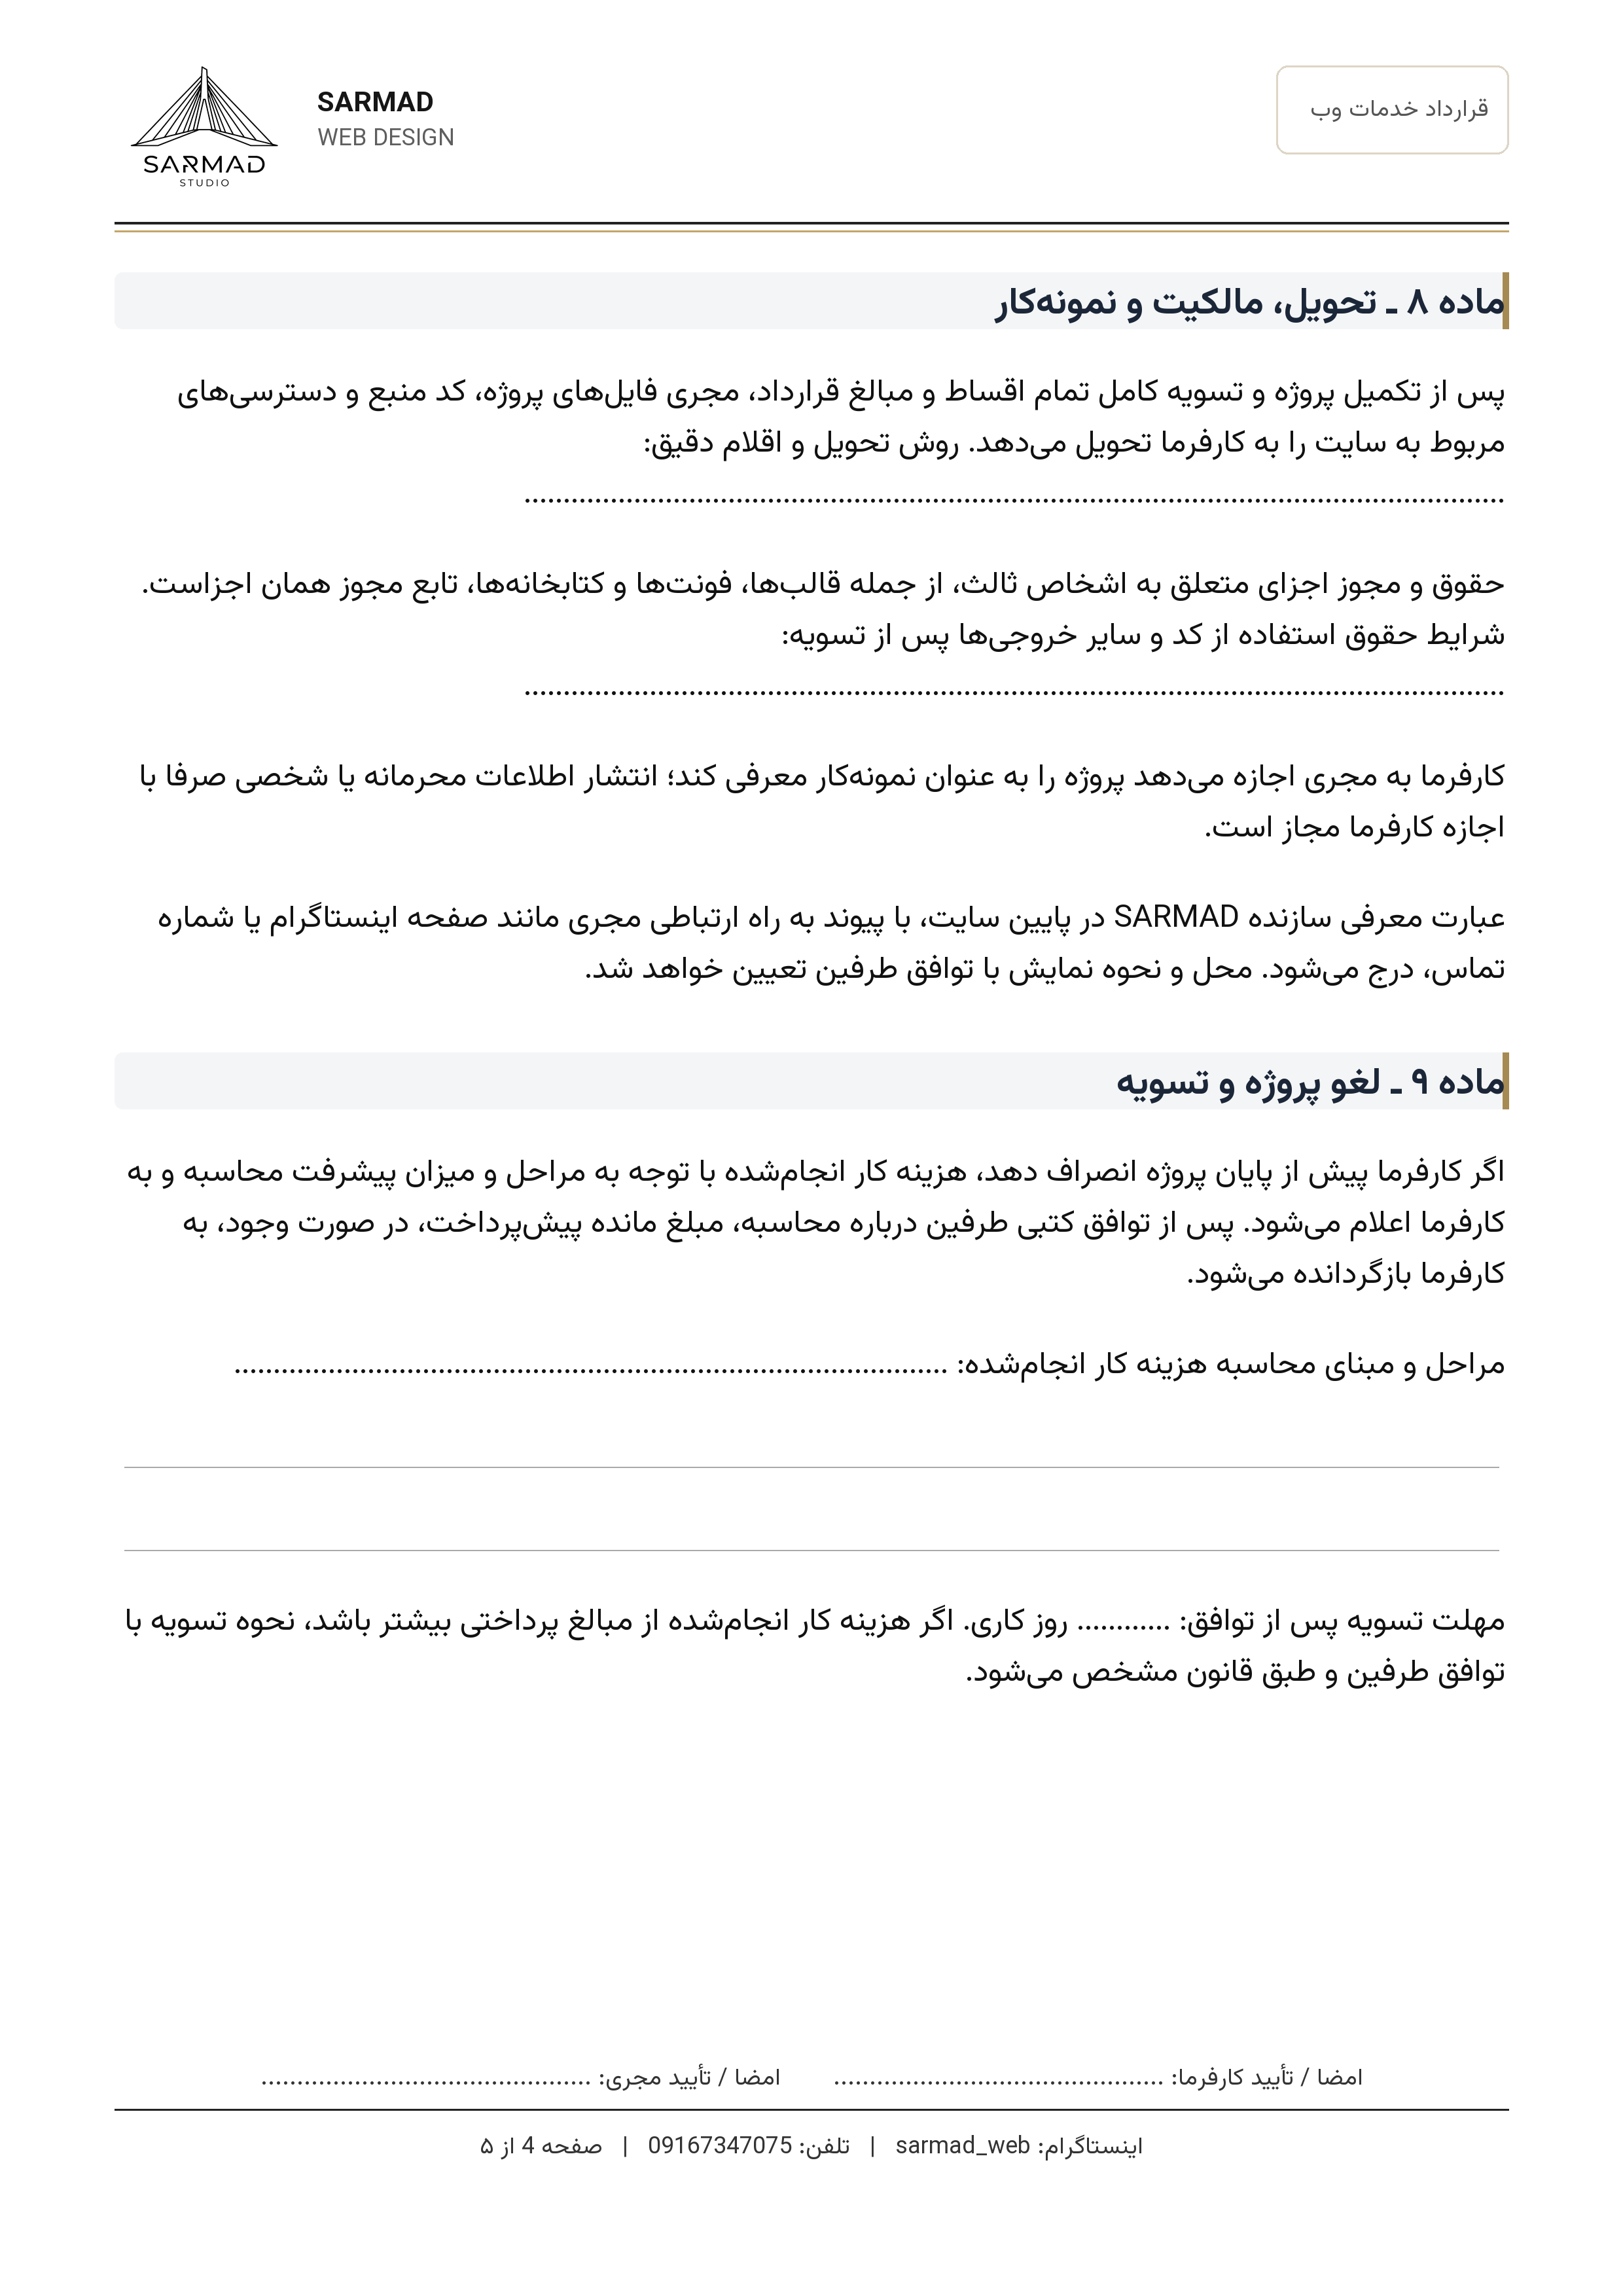 SARMAD
STUDIO
SARMAD
WEB DESIGN
قرارداد خدمات وب
ماده ۸ ـ تحویل، مالکیت و نمونه‌کار
پس از تکمیل پروژه و تسویه کامل تمام اقساط و مبالغ قرارداد، مجری فایل‌های پروژه، کد منبع و دسترسی‌های
مربوط به سایت را به کارفرما تحویل می‌دهد. روش تحویل و اقلام دقیق:
..............................................................................................................................
حقوق و مجوز اجزای متعلق به اشخاص ثالث، از جمله قالب‌ها، فونت‌ها و کتابخانه‌ها، تابع مجوز همان اجزاست.
شرایط حقوق استفاده از کد و سایر خروجی‌ها پس از تسویه:
..............................................................................................................................
کارفرما به مجری اجازه می‌دهد پروژه را به عنوان نمونه‌کار معرفی کند؛ انتشار اطلاعات محرمانه یا شخصی صرفا با
اجازه کارفرما مجاز است.
عبارت معرفی سازنده SARMAD در پایین سایت، با پیوند به راه ارتباطی مجری مانند صفحه اینستاگرام یا شماره
تماس، درج می‌شود. محل و نحوه نمایش با توافق طرفین تعیین خواهد شد.
ماده ۹ ـ لغو پروژه و تسویه
اگر کارفرما پیش از پایان پروژه انصراف دهد، هزینه کار انجام‌شده با توجه به مراحل و میزان پیشرفت محاسبه و به
کارفرما اعلام می‌شود. پس از توافق کتبی طرفین درباره محاسبه، مبلغ مانده پیش‌پرداخت، در صورت وجود، به
کارفرما بازگردانده می‌شود.
مراحل و مبنای محاسبه هزینه کار انجام‌شده: ............................................................................................
مهلت تسویه پس از توافق: ............ روز کاری. اگر هزینه کار انجام‌شده از مبالغ پرداختی بیشتر باشد، نحوه تسویه با
توافق طرفین و طبق قانون مشخص می‌شود.
امضا / تأیید کارفرما: .............................................. امضا / تأیید مجری: ..............................................
اینستاگرام: sarmad_web | تلفن: 09167347075 | صفحه 4 از ۵